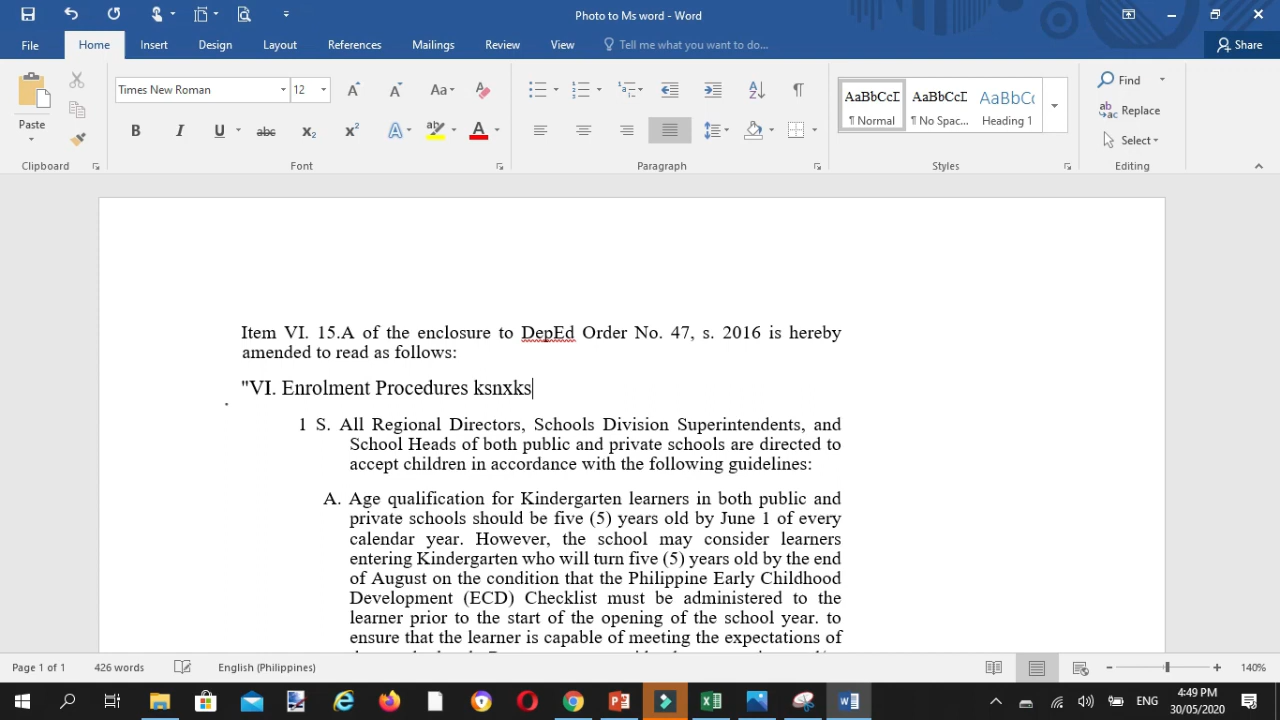 Photo to Ms word - Word
File Home Insert Design Layout References Mailings Review View Tell me what you want to do... Share
Times New Roman 12 Aa
AaBbCcD AaBbCcD AaBbCc
Find
Replace
Select
Paste
B I U abc x₂ x² A A
¶ Normal ¶ No Spac... Heading 1
Clipboard Font Paragraph Styles Editing
Item VI. 15.A of the enclosure to DepEd Order No. 47, s. 2016 is hereby
amended to read as follows:
"VI. Enrolment Procedures ksnxks
1 S. All Regional Directors, Schools Division Superintendents, and
School Heads of both public and private schools are directed to
accept children in accordance with the following guidelines:
A. Age qualification for Kindergarten learners in both public and
private schools should be five (5) years old by June 1 of every
calendar year. However, the school may consider learners
entering Kindergarten who will turn five (5) years old by the end
of August on the condition that the Philippine Early Childhood
Development (ECD) Checklist must be administered to the
learner prior to the start of the opening of the school year. to
ensure that the learner is capable of meeting the expectations of
Page 1 of 1 426 words English (Philippines) 140%
ENG 4:49 PM
30/05/2020